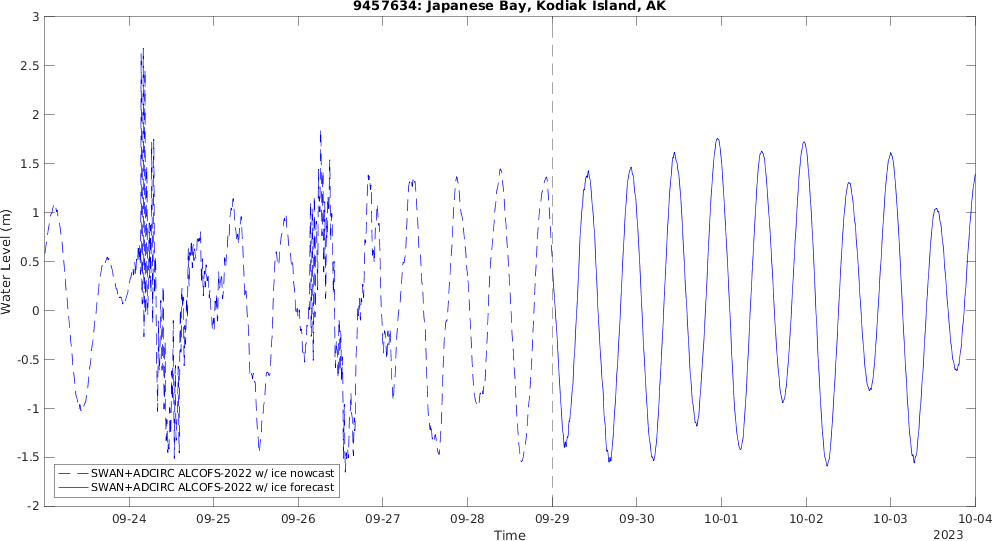 9457634: Japanese Bay, Kodiak Island, AK
3
2.5
2
1.5
1
0.5
0
-0.5
-1
-1.5
-2
Water Level (m)
SWAN+ADCIRC ALCOFS-2022 w/ ice nowcast
SWAN+ADCIRC ALCOFS-2022 w/ ice forecast
09-24 09-25 09-26 09-27 09-28 09-29 09-30 10-01 10-02 10-03 10-04
Time
2023